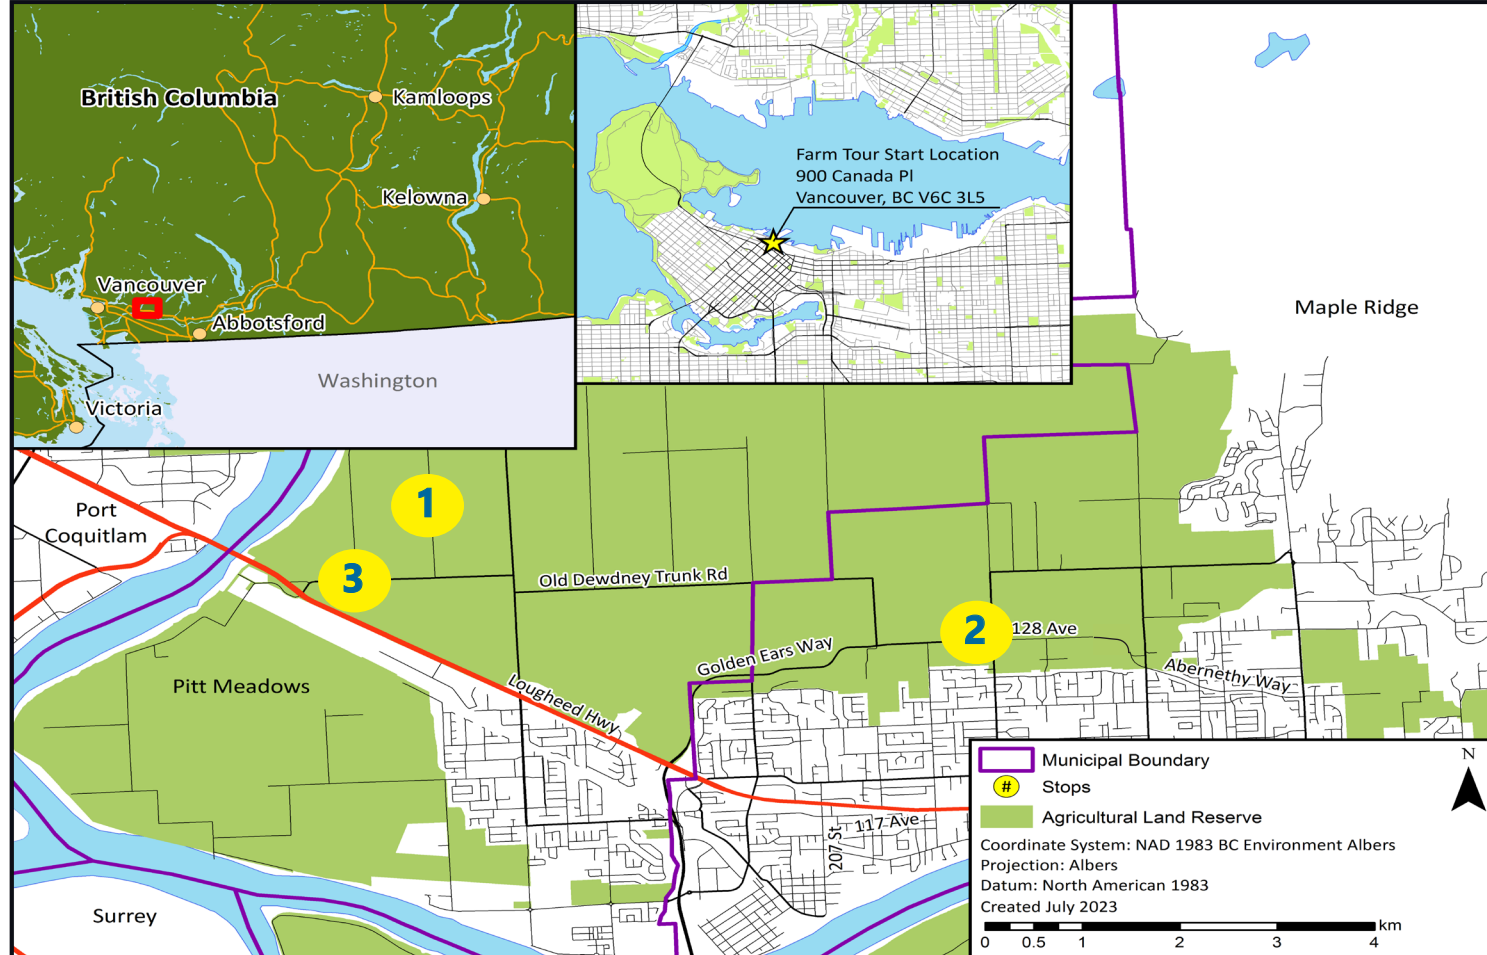 British Columbia
Kamloops
Kelowna
Vancouver
Abbotsford
Washington
Victoria
Farm Tour Start Location
900 Canada Pl
Vancouver, BC V6C 3L5
Maple Ridge
Port
Coquitlam
1
3
Old Dewdney Trunk Rd
2
128 Ave
Golden Ears Way
Abernethy Way
Pitt Meadows
Lougheed Hwy
117 Ave
207 St
Surrey
Municipal Boundary
# Stops
Agricultural Land Reserve
N
Coordinate System: NAD 1983 BC Environment Albers
Projection: Albers
Datum: North American 1983
Created July 2023
km
0 0.5 1 2 3 4